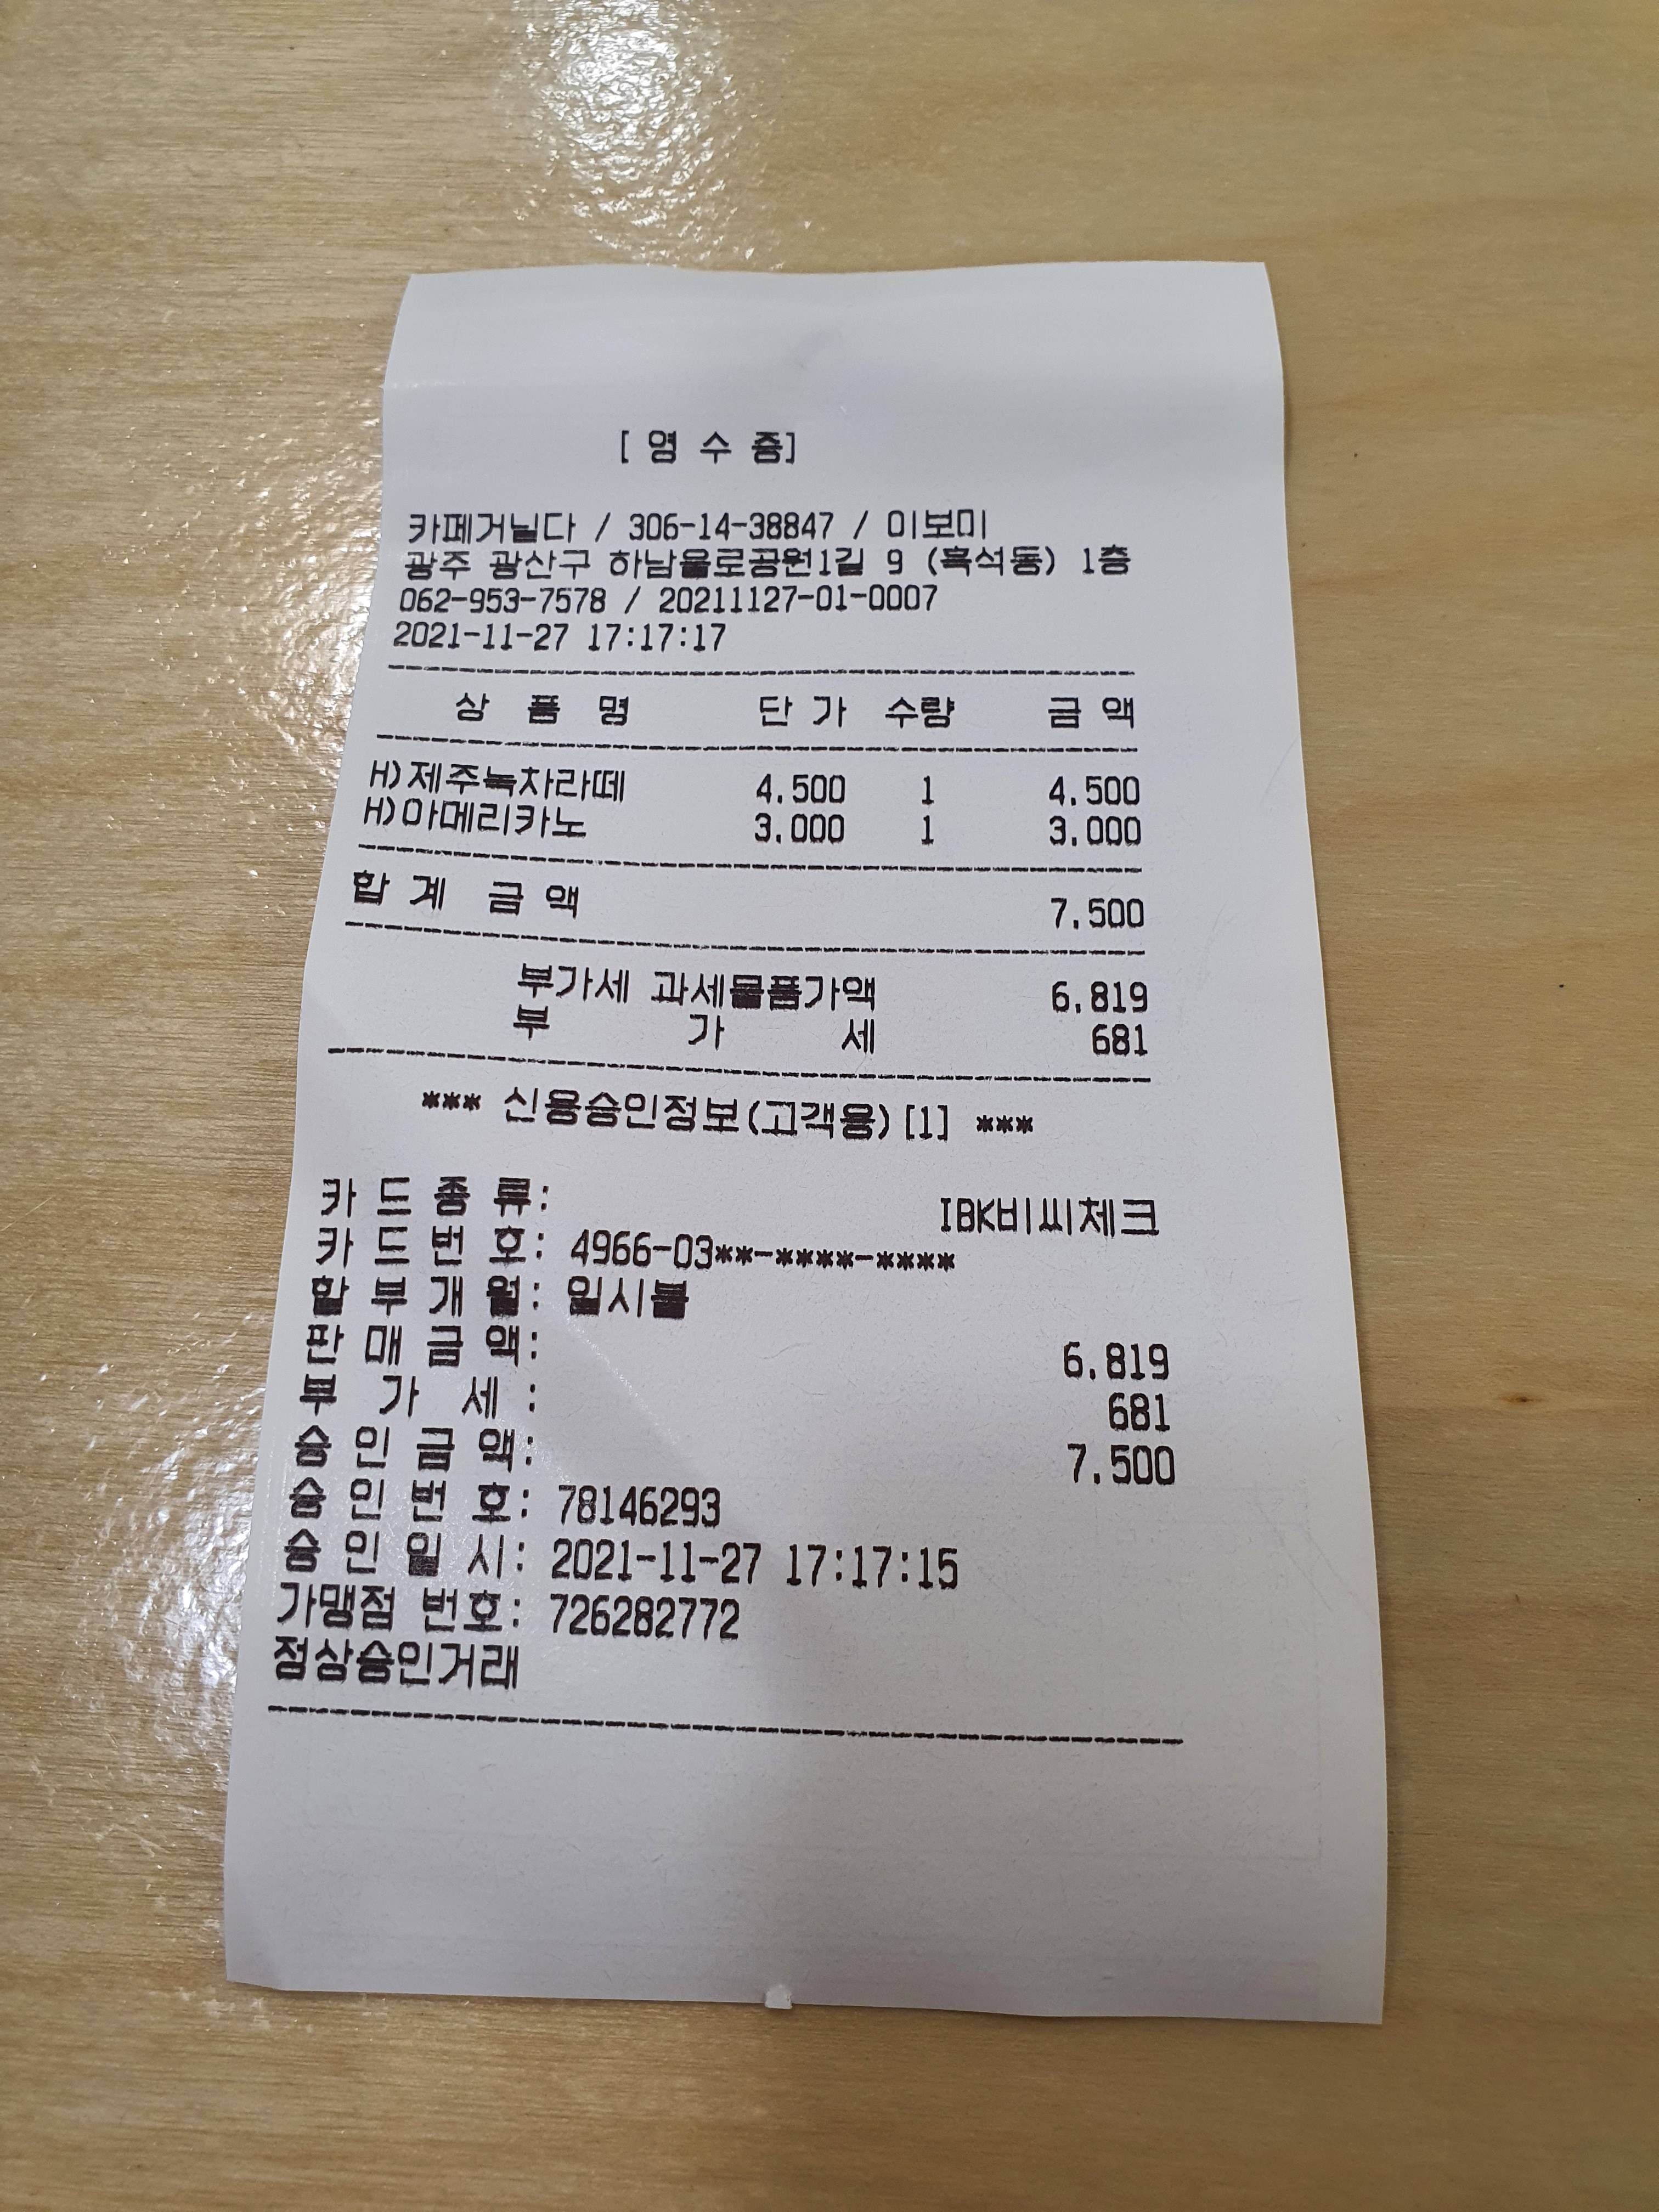 [ 영 수 증]
카페거닐다 / 306-14-38847 / 이보미
광주 광산구 하남울로공원1길 9 (흑석동) 1층
062-953-7578 / 20211127-01-0007
2021-11-27 17:17:17
상 품 명 단 가 수량 금 액
H)제주녹차라떼 4.500 1 4.500
H)아메리카노 3.000 1 3.000
합 계 금 액 7.500
부가세 과세물품가액 6.819
부 가 세 681
*** 신용승인정보(고객용)[1] ***
카 드 종 류: IBK비씨체크
카 드 번 호: 4966-03**-****-****
할 부 개 월: 일시불
판 매 금 액: 6.819
부 가 세 : 681
승 인 금 액: 7.500
승 인 번 호: 78146293
승 인 일 시: 2021-11-27 17:17:15
가맹점 번호: 726282772
정상승인거래